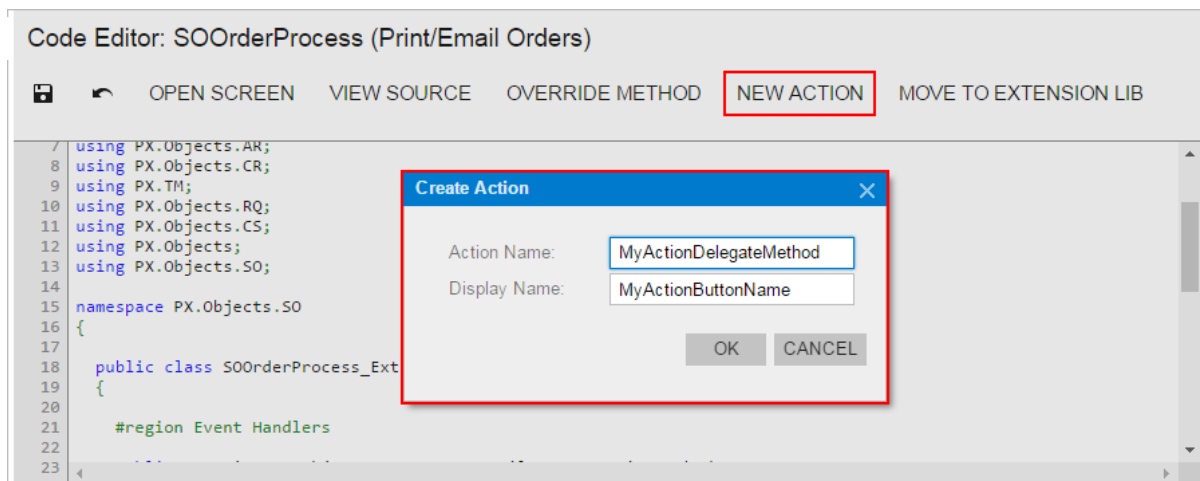 Code Editor: SOOrderProcess (Print/Email Orders)
OPEN SCREEN VIEW SOURCE OVERRIDE METHOD NEW ACTION MOVE TO EXTENSION LIB
7 using PX.Objects.AR;
8 using PX.Objects.CR;
9 using PX.TM;
10 using PX.Objects.RQ;
11 using PX.Objects.CS;
12 using PX.Objects;
13 using PX.Objects.SO;
14
15 namespace PX.Objects.SO
16 {
17
18 public class SOOrderProcess_Ext
19 {
20
21 #region Event Handlers
22
23
Create Action
Action Name: MyActionDelegateMethod
Display Name: MyActionButtonName
OK CANCEL